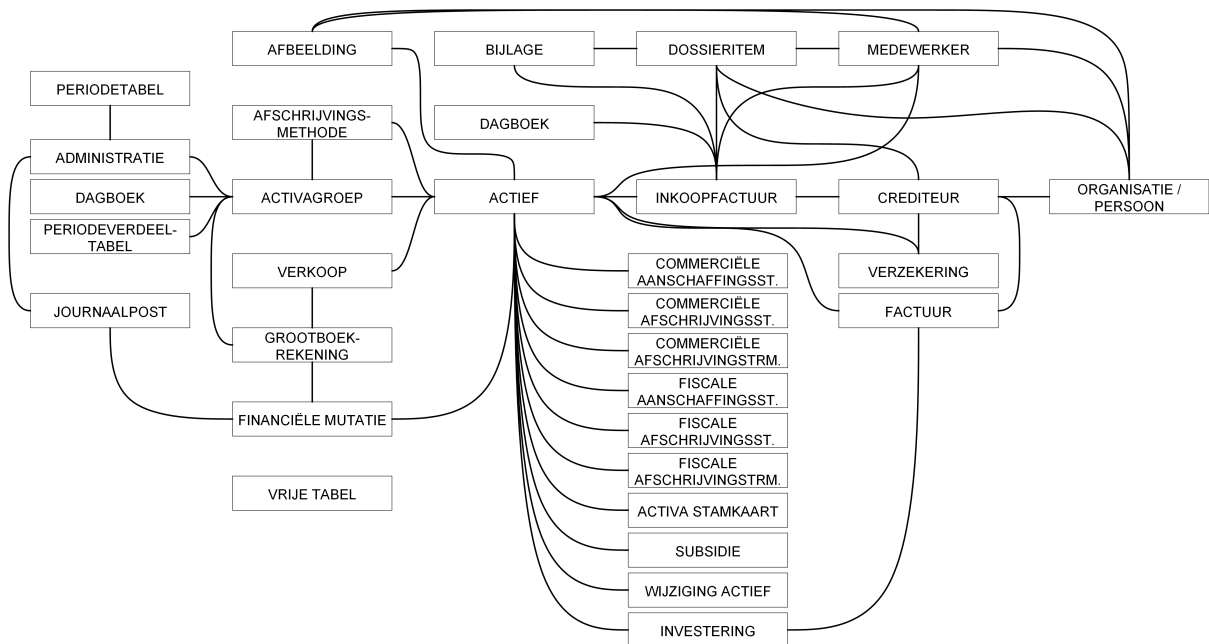 AFBEELDING
BIJLAGE
DOSSIERITEM
MEDEWERKER
PERIODETABEL
AFSCHRIJVINGS-
METHODE
DAGBOEK
ADMINISTRATIE
DAGBOEK
ACTIVAGROEP
ACTIEF
INKOOPFACTUUR
CREDITEUR
ORGANISATIE /
PERSOON
PERIODEVERDEEL-
TABEL
VERKOOP
COMMERCIËLE
AANSCHAFFINGSST.
VERZEKERING
JOURNAALPOST
COMMERCIËLE
AFSCHRIJVINGSST.
FACTUUR
GROOTBOEK-
REKENING
COMMERCIËLE
AFSCHRIJVINGSTRM.
FISCALE
AANSCHAFFINGSST.
FINANCIËLE MUTATIE
FISCALE
AFSCHRIJVINGSST.
FISCALE
AFSCHRIJVINGSTRM.
VRIJE TABEL
ACTIVA STAMKAART
SUBSIDIE
WIJZIGING ACTIEF
INVESTERING